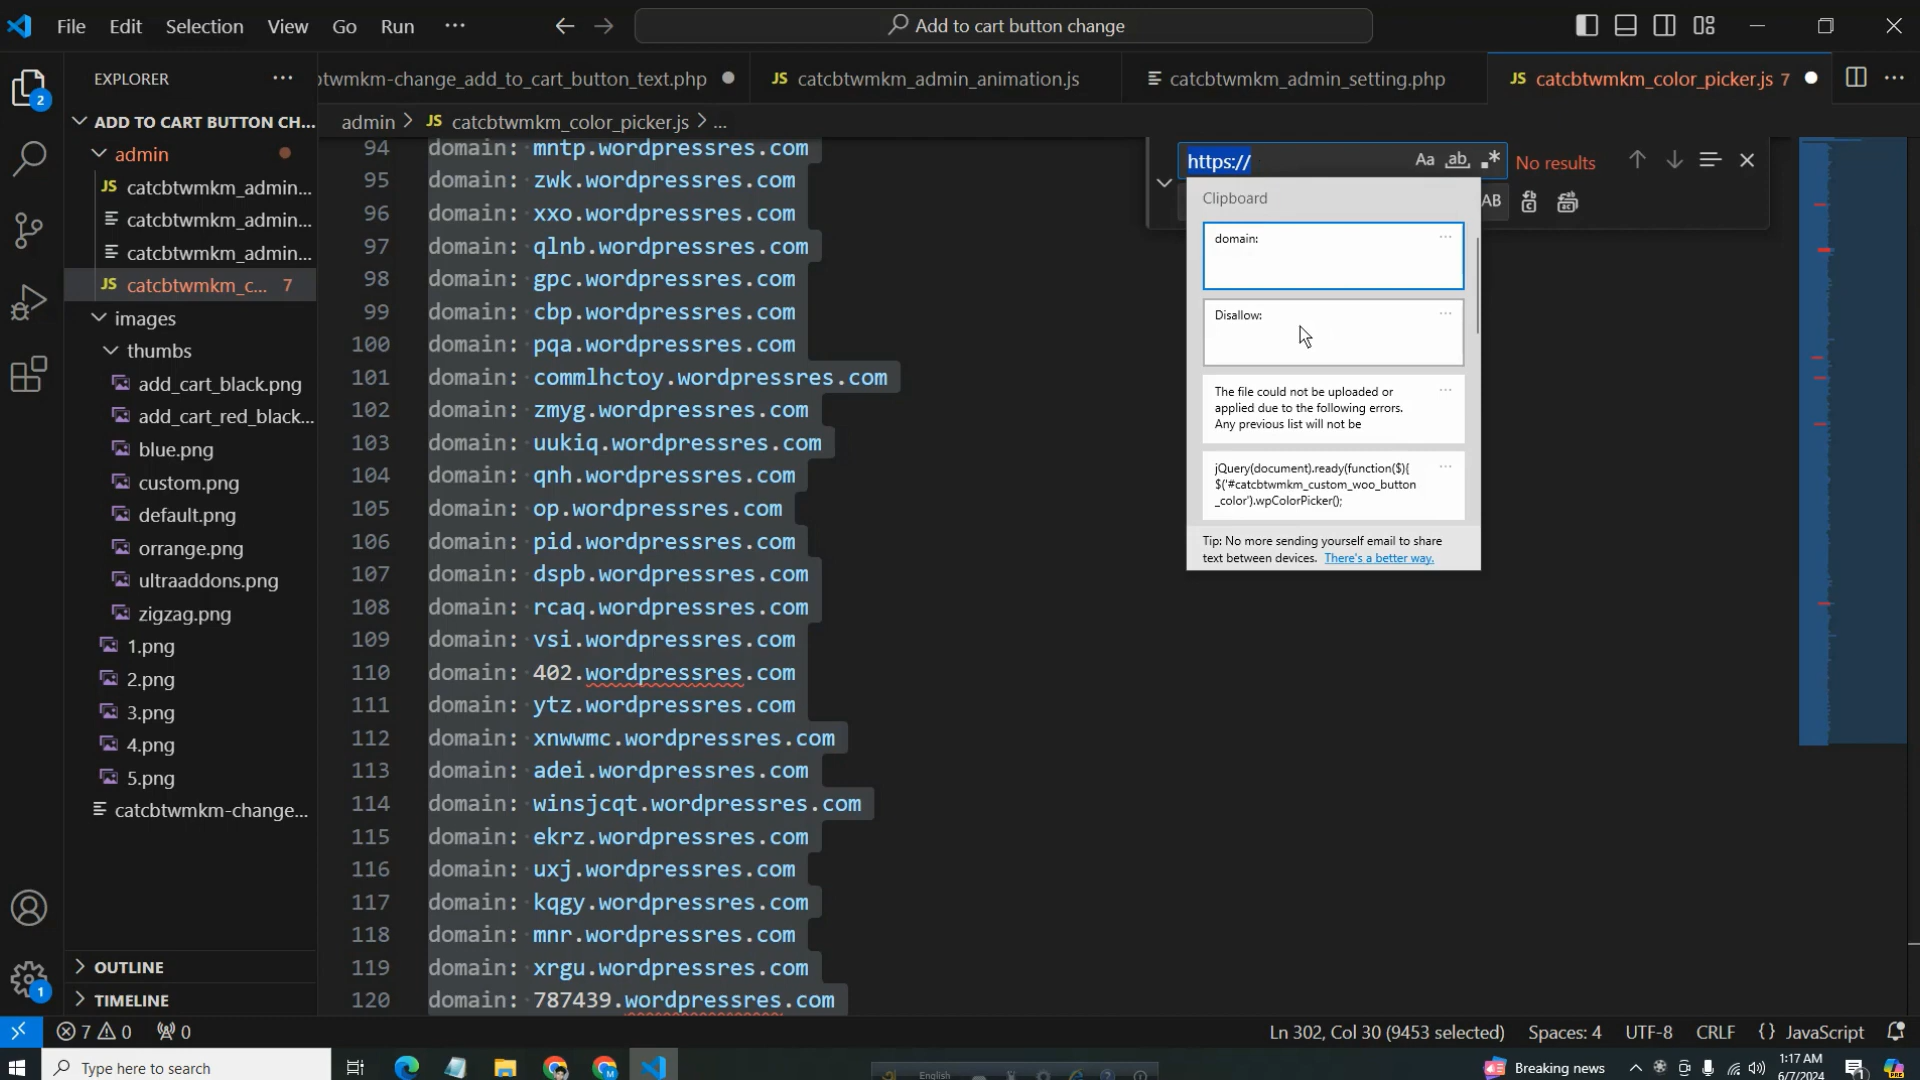 File Edit Selection View Go Run ···
Add to cart button change
EXPLORER
ADD TO CART BUTTON CH...
admin
JS catcbtwmkm_admin...
catcbtwmkm_admin...
catcbtwmkm_admin...
JS catcbtwmkm_c... 7
images
thumbs
add_cart_black.png
add_cart_red_black...
blue.png
custom.png
default.png
orrange.png
ultraaddons.png
zigzag.png
1.png
2.png
3.png
4.png
5.png
catcbtwmkm-change...
OUTLINE
TIMELINE
2
1
btwmkm-change_add_to_cart_button_text.php
JS catcbtwmkm_admin_animation.js
catcbtwmkm_admin_setting.php
JS catcbtwmkm_color_picker.js 7
admin > JS catcbtwmkm_color_picker.js > ...
94 domain: mntp.wordpressres.com
95 domain: zwk.wordpressres.com
96 domain: xxo.wordpressres.com
97 domain: qlnb.wordpressres.com
98 domain: gpc.wordpressres.com
99 domain: cbp.wordpressres.com
100 domain: pqa.wordpressres.com
101 domain: commlhctoy.wordpressres.com
102 domain: zmyg.wordpressres.com
103 domain: uukiq.wordpressres.com
104 domain: qnh.wordpressres.com
105 domain: op.wordpressres.com
106 domain: pid.wordpressres.com
107 domain: dspb.wordpressres.com
108 domain: rcaq.wordpressres.com
109 domain: vsi.wordpressres.com
110 domain: 402.wordpressres.com
111 domain: ytz.wordpressres.com
112 domain: xnwwmc.wordpressres.com
113 domain: adei.wordpressres.com
114 domain: winsjcqt.wordpressres.com
115 domain: ekrz.wordpressres.com
116 domain: uxj.wordpressres.com
117 domain: kqgy.wordpressres.com
118 domain: mnr.wordpressres.com
119 domain: xrgu.wordpressres.com
120 domain: 787439.wordpressres.com
https:// Aa ab .* No results
AB
Clipboard
domain:
Disallow:
The file could not be uploaded or
applied due to the following errors.
Any previous list will not be
jQuery(document).ready(function($){
$('#catcbtwmkm_custom_woo_button
_color').wpColorPicker();
Tip: No more sending yourself email to share
text between devices. There's a better way.
7 0 0
Ln 302, Col 30 (9453 selected) Spaces: 4 UTF-8 CRLF {} JavaScript
Type here to search
English
Breaking news
1:17 AM
6/7/2024
1